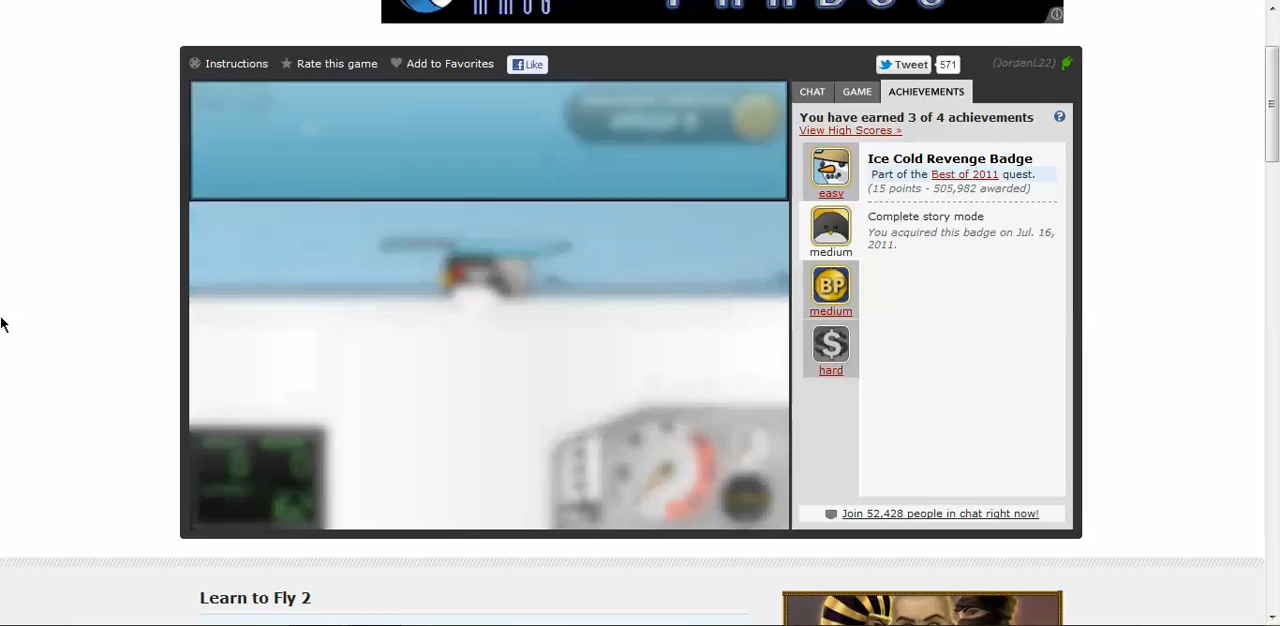 Instructions
Rate this game
Add to Favorites
Like
Tweet
571
(JordanL22)
CHAT
GAME
ACHIEVEMENTS
You have earned 3 of 4 achievements
View High Scores »
easy
medium
medium
hard
Ice Cold Revenge Badge
Part of the Best of 2011 quest.
(15 points - 505,982 awarded)
Complete story mode
You acquired this badge on Jul. 16,
2011.
BP
$
Join 52,428 people in chat right now!
Learn to Fly 2